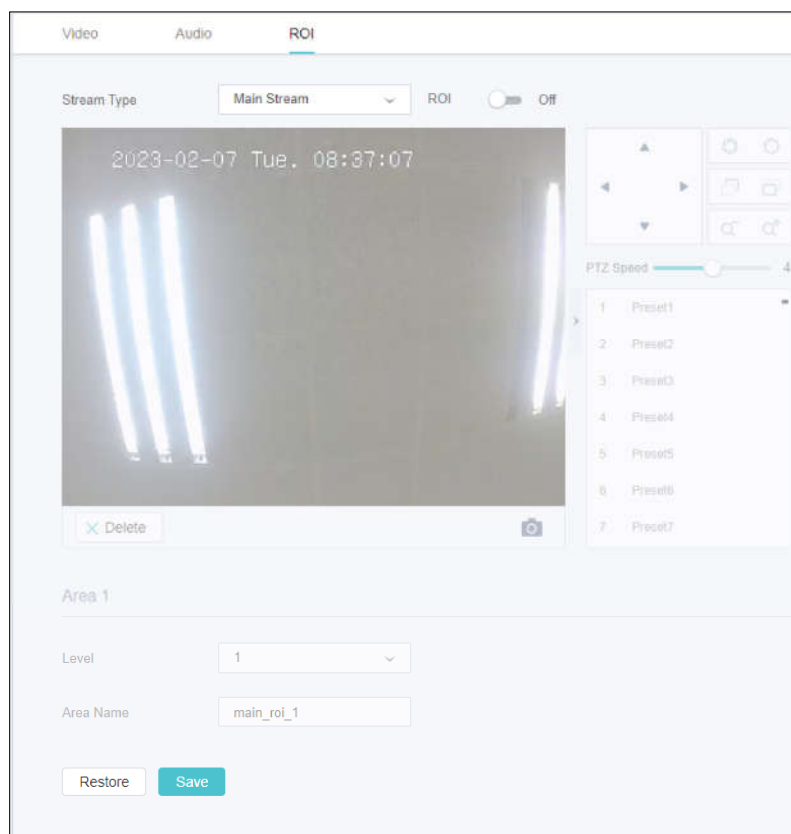 Video Audio ROI
Stream Type Main Stream ROI Off
2023-02-07 Tue. 08:37:07
PTZ Speed 4
1 Preset1
2 Preset2
3 Preset3
4 Preset4
5 Preset5
6 Preset6
7 Preset7
Delete
Area 1
Level 1
Area Name main_roi_1
Restore Save